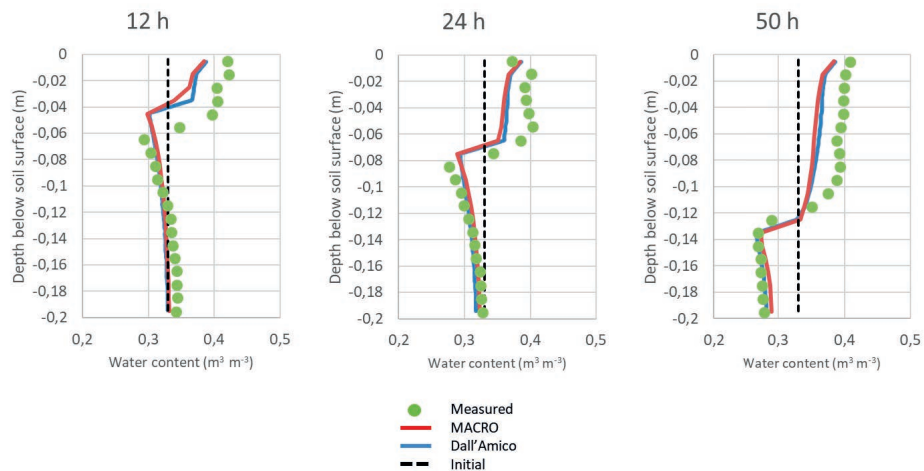 12 h
24 h
50 h
0
-0,02
-0,04
-0,06
-0,08
-0,1
-0,12
-0,14
-0,16
-0,18
-0,2
Depth below soil surface (m)
0,2 0,3 0,4 0,5
Water content (m³ m⁻³)
0
-0,02
-0,04
-0,06
-0,08
-0,1
-0,12
-0,14
-0,16
-0,18
-0,2
Depth below soil surface (m)
0,2 0,3 0,4 0,5
Water content (m³ m⁻³)
0
-0,02
-0,04
-0,06
-0,08
-0,1
-0,12
-0,14
-0,16
-0,18
-0,2
Depth below soil surface (m)
0,2 0,3 0,4 0,5
Water content (m³ m⁻³)
Measured
MACRO
Dall'Amico
Initial